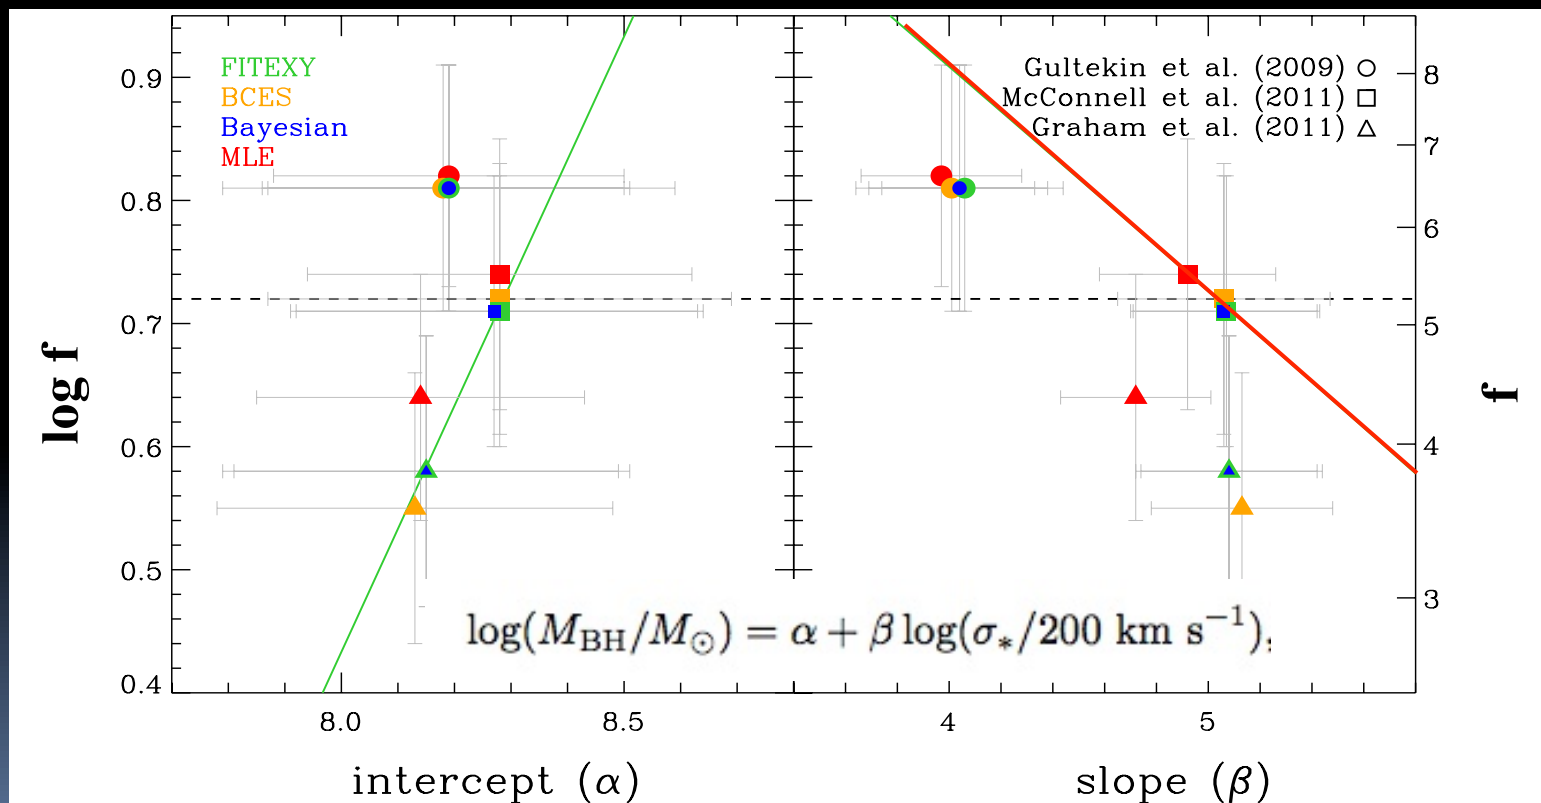 FITEXY
BCES
Bayesian
MLE
Gultekin et al. (2009)
McConnell et al. (2011)
Graham et al. (2011)
0.9
0.8
0.7
0.6
0.5
0.4
log f
8
7
6
5
4
3
f
log(M_BH/M_⊙) = α + β log(σ_*/200 km s⁻¹),
8.0 8.5
4 5
intercept (α)
slope (β)